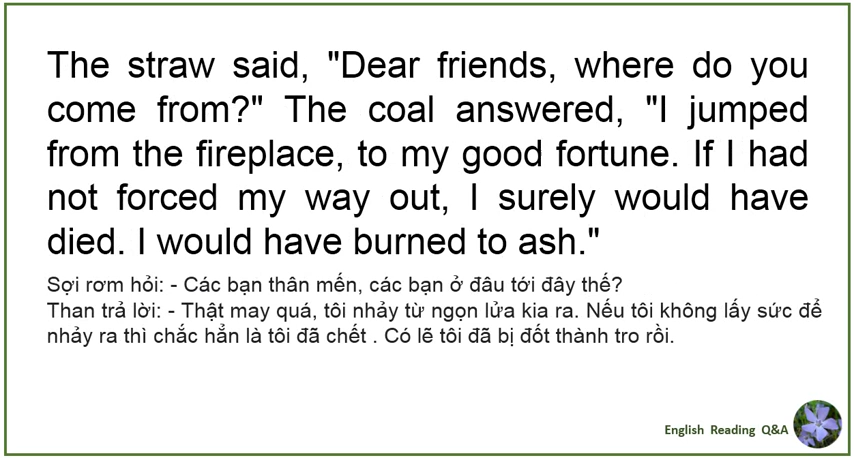 The straw said, "Dear friends, where do you
come from?" The coal answered, "I jumped
from the fireplace, to my good fortune. If I had
not forced my way out, I surely would have
died. I would have burned to ash."
Sợi rơm hỏi: - Các bạn thân mến, các bạn ở đâu tới đây thế?
Than trả lời: - Thật may quá, tôi nhảy từ ngọn lửa kia ra. Nếu tôi không lấy sức để
nhảy ra thì chắc hẳn là tôi đã chết . Có lẽ tôi đã bị đốt thành tro rồi.
English Reading Q&A